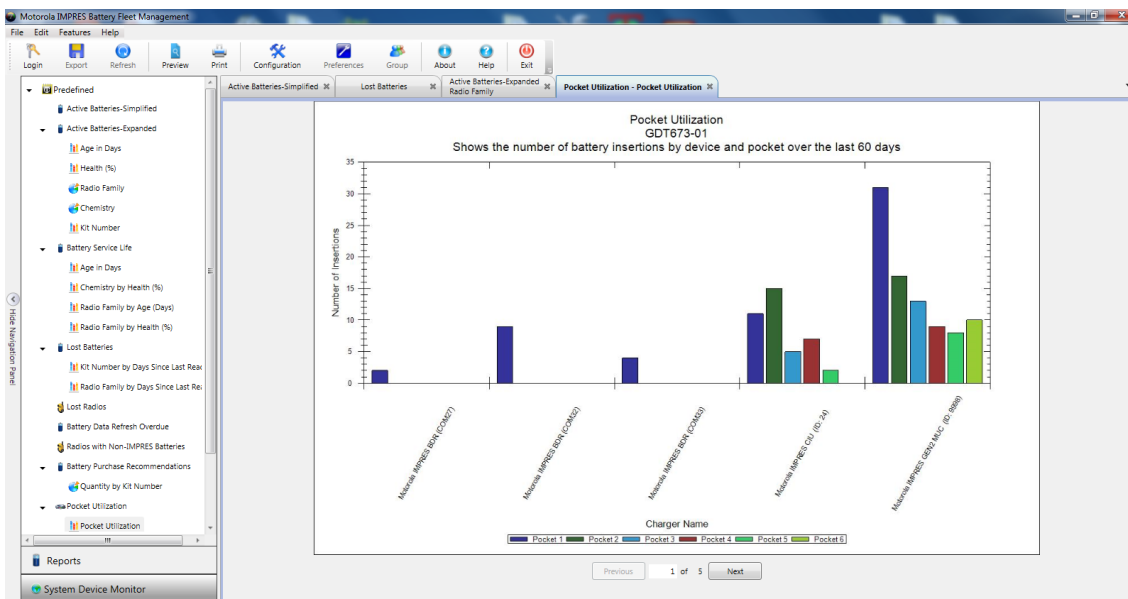 Motorola IMPRES Battery Fleet Management
File Edit Features Help
Login Export Refresh Preview Print Configuration Preferences Group About Help Exit
Active Batteries-Simplified
Lost Batteries
Active Batteries-Expanded
Radio Family
Pocket Utilization - Pocket Utilization
Hide Navigation Panel
Predefined
Active Batteries-Simplified
Active Batteries-Expanded
Age in Days
Health (%)
Radio Family
Chemistry
Kit Number
Battery Service Life
Age in Days
Chemistry by Health (%)
Radio Family by Age (Days)
Radio Family by Health (%)
Lost Batteries
Kit Number by Days Since Last Read
Radio Family by Days Since Last Re
Lost Radios
Battery Data Refresh Overdue
Radios with Non-IMPRES Batteries
Battery Purchase Recommendations
Quantity by Kit Number
Pocket Utilization
Pocket Utilization
Reports
System Device Monitor
Pocket Utilization
GDT673-01
Shows the number of battery insertions by device and pocket over the last 60 days
Number of Insertions
35
30
25
20
15
10
5
0
Motorola IMPRES BDR (COM27)
Motorola IMPRES BDR (COM32)
Motorola IMPRES BDR (COM33)
Motorola IMPRES CIU (ID: 24)
Motorola IMPRES GEN2 MUC (ID: 9998)
Charger Name
Pocket 1 Pocket 2 Pocket 3 Pocket 4 Pocket 5 Pocket 6
Previous 1 of 5 Next